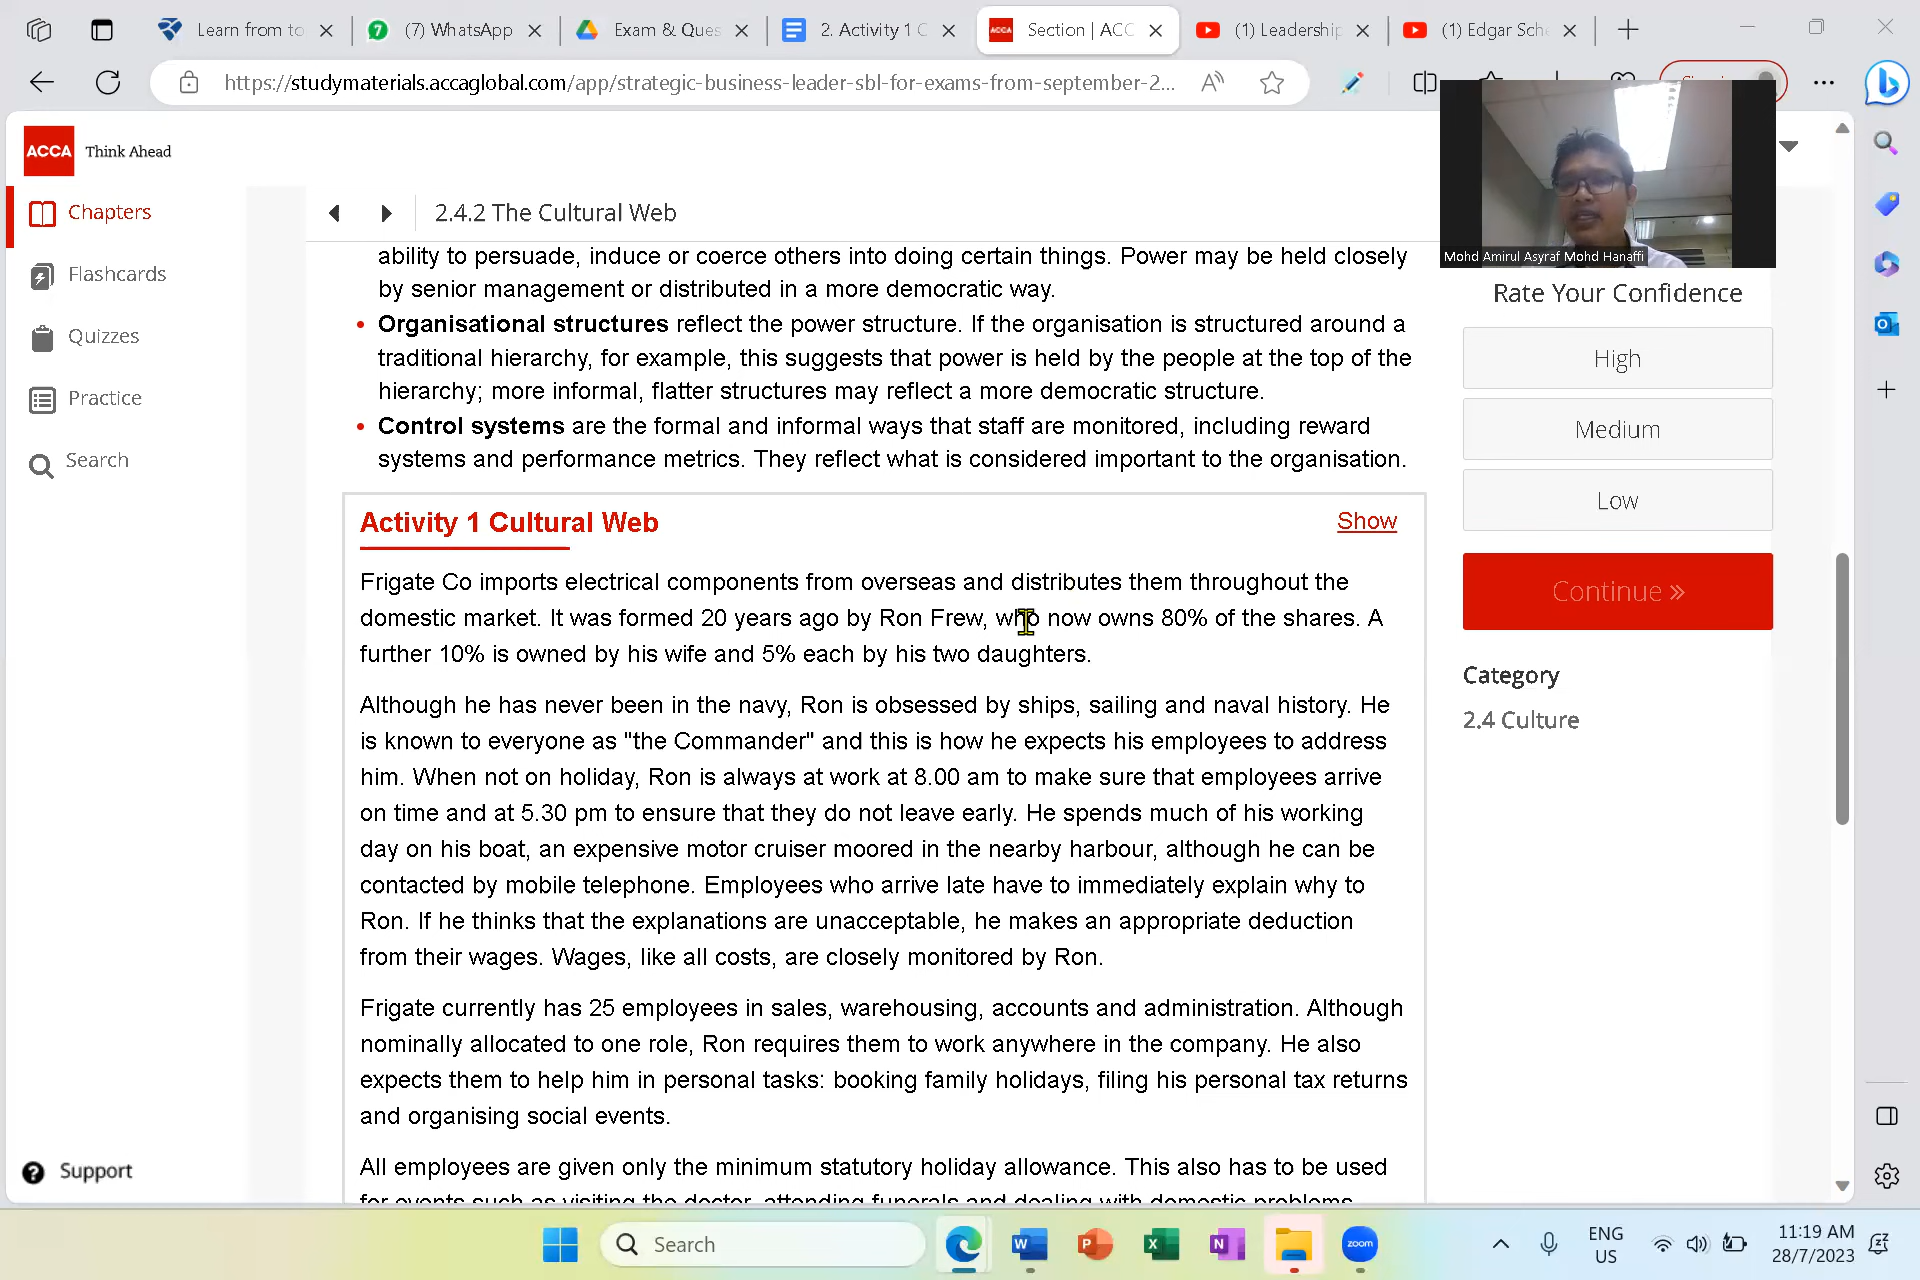 Learn from to
(7) WhatsApp
Exam & Ques
2. Activity 1 C
Section | ACC
(1) Leadership
(1) Edgar Sche
https://studymaterials.accaglobal.com/app/strategic-business-leader-sbl-for-exams-from-september-2...
ACCA Think Ahead
Mohd Amirul Asyraf Mohd Hanaffi
Chapters
Flashcards
Quizzes
Practice
Search
Support
2.4.2 The Cultural Web
ability to persuade, induce or coerce others into doing certain things. Power may be held closely
by senior management or distributed in a more democratic way.
• Organisational structures reflect the power structure. If the organisation is structured around a
traditional hierarchy, for example, this suggests that power is held by the people at the top of the
hierarchy; more informal, flatter structures may reflect a more democratic structure.
• Control systems are the formal and informal ways that staff are monitored, including reward
systems and performance metrics. They reflect what is considered important to the organisation.
Activity 1 Cultural Web
Show
Frigate Co imports electrical components from overseas and distributes them throughout the
domestic market. It was formed 20 years ago by Ron Frew, who now owns 80% of the shares. A
further 10% is owned by his wife and 5% each by his two daughters.
Although he has never been in the navy, Ron is obsessed by ships, sailing and naval history. He
is known to everyone as "the Commander" and this is how he expects his employees to address
him. When not on holiday, Ron is always at work at 8.00 am to make sure that employees arrive
on time and at 5.30 pm to ensure that they do not leave early. He spends much of his working
day on his boat, an expensive motor cruiser moored in the nearby harbour, although he can be
contacted by mobile telephone. Employees who arrive late have to immediately explain why to
Ron. If he thinks that the explanations are unacceptable, he makes an appropriate deduction
from their wages. Wages, like all costs, are closely monitored by Ron.
Frigate currently has 25 employees in sales, warehousing, accounts and administration. Although
nominally allocated to one role, Ron requires them to work anywhere in the company. He also
expects them to help him in personal tasks: booking family holidays, filing his personal tax returns
and organising social events.
All employees are given only the minimum statutory holiday allowance. This also has to be used
for events such as visiting the doctor, attending funerals and dealing with domestic problems.
Rate Your Confidence
High
Medium
Low
Continue »
Category
2.4 Culture
Search
zoom
ENG
US
11:19 AM
28/7/2023